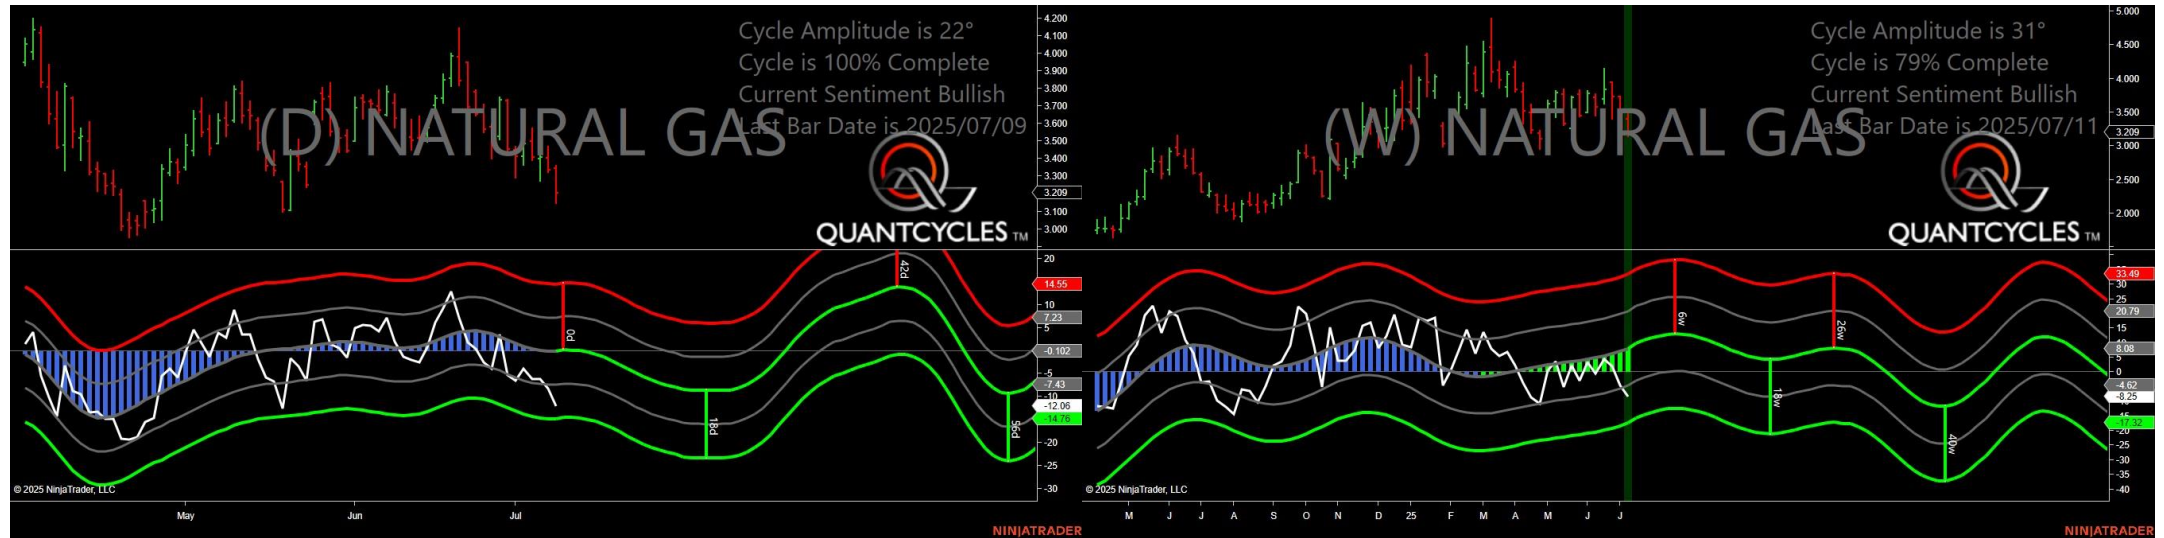 Cycle Amplitude is 22°
Cycle is 100% Complete
Current Sentiment Bullish
Last Bar Date is 2025/07/09
(D) NATURAL GAS
QUANTCYCLES TM
4.200
4.100
4.000
3.900
3.800
3.700
3.600
3.500
3.400
3.300
3.209
3.100
3.000
20
14.55
10
7.23
5
-0.102
-5
-7.43
-10
-12.06
-14.76
-20
-25
-30
0d
18d
42d
56d
© 2025 NinjaTrader, LLC
May
Jun
Jul
NINJATRADER
Cycle Amplitude is 31°
Cycle is 79% Complete
Current Sentiment Bullish
Last Bar Date is 2025/07/11
(W) NATURAL GAS
QUANTCYCLES TM
5.000
4.500
4.000
3.500
3.209
3.000
2.500
2.000
33.49
30
25
20.79
15
8.08
5
0
-4.62
-8.25
-17.32
-20
-25
-30
-35
-40
6w
18w
26w
40w
© 2025 NinjaTrader, LLC
M
J
J
A
S
O
N
D
25
F
M
A
M
J
J
NINJATRADER